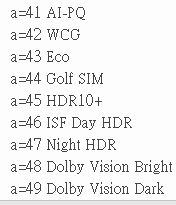 a=41 AI-PQ
a=42 WCG
a=43 Eco
a=44 Golf SIM
a=45 HDR10+
a=46 ISF Day HDR
a=47 Night HDR
a=48 Dolby Vision Bright
a=49 Dolby Vision Dark